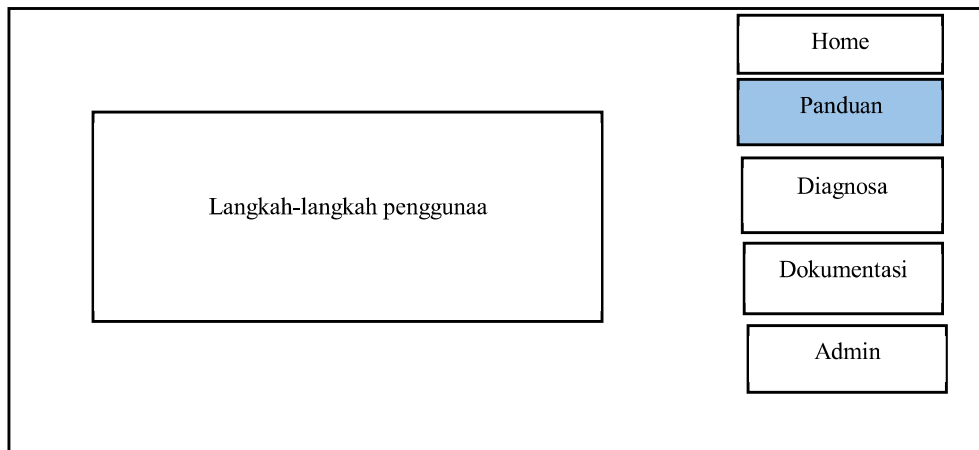 Home
Panduan
Langkah-langkah penggunaa
Diagnosa
Dokumentasi
Admin